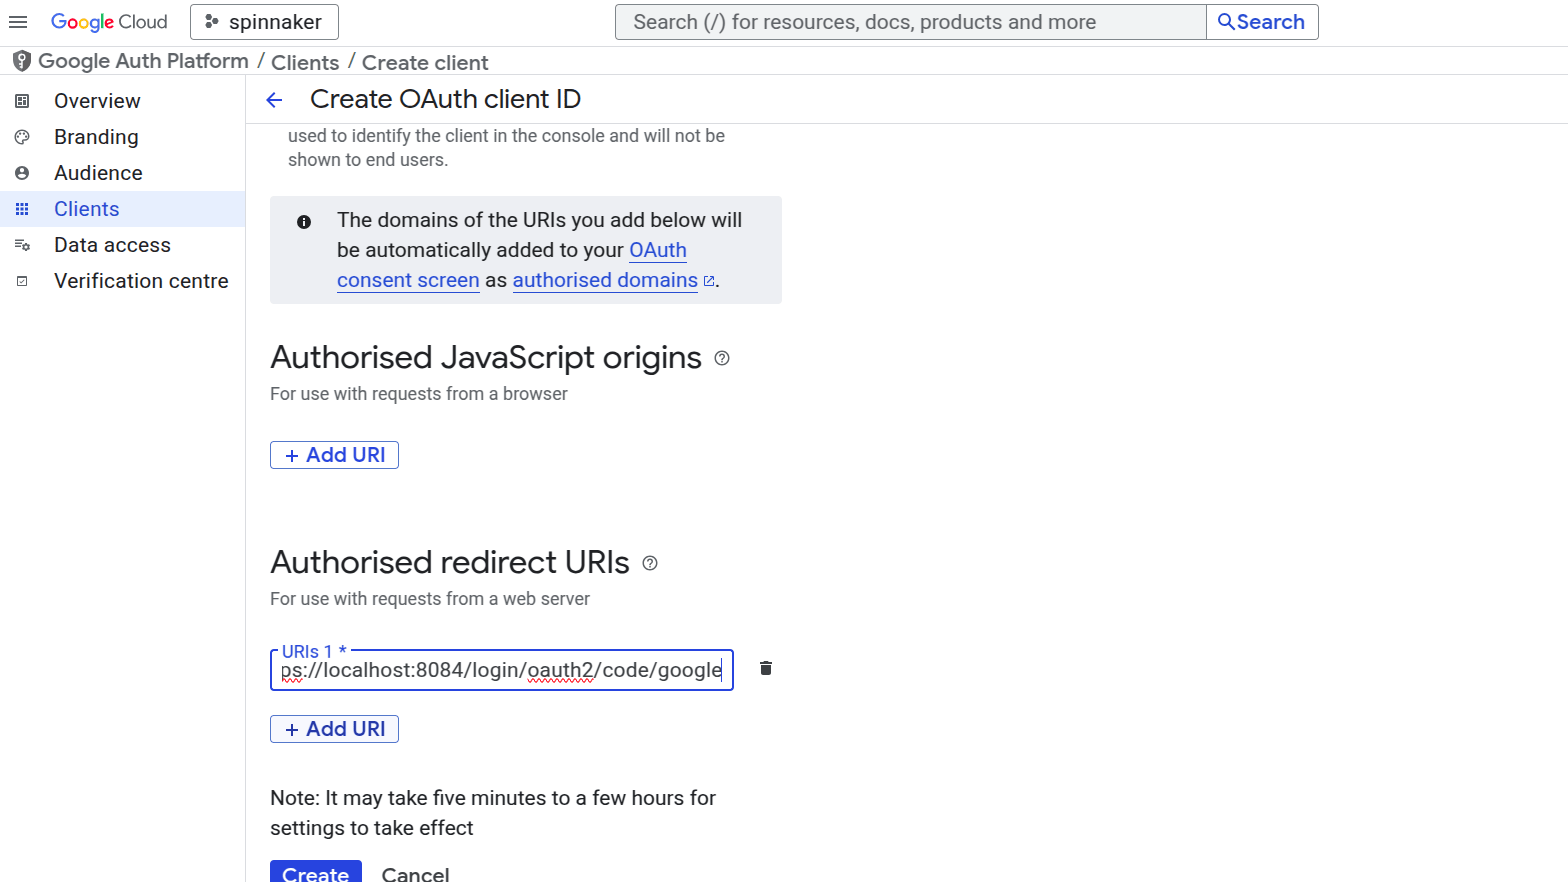 Google Cloud
spinnaker
Search (/) for resources, docs, products and more
Search
Google Auth Platform / Clients / Create client
Overview
Branding
Audience
Clients
Data access
Verification centre
Create OAuth client ID
used to identify the client in the console and will not be
shown to end users.
The domains of the URIs you add below will
be automatically added to your OAuth
consent screen as authorised domains.
Authorised JavaScript origins
For use with requests from a browser
+ Add URI
Authorised redirect URIs
For use with requests from a web server
URIs 1 *
ps://localhost:8084/login/oauth2/code/google
+ Add URI
Note: It may take five minutes to a few hours for
settings to take effect
Create
Cancel